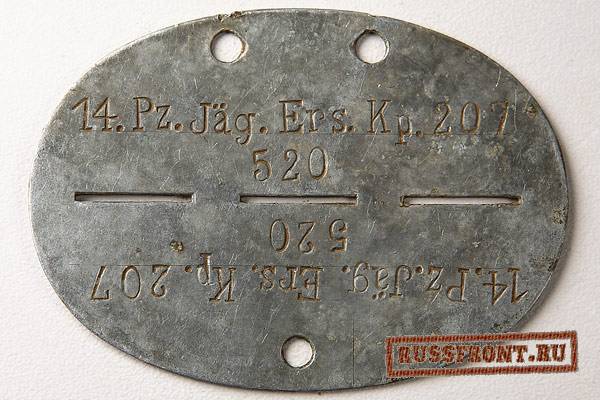 14. Pz. Jäg. Ers. Kp. 207
520
520
14. Pz. Jäg. Ers. Kp. 207
RUSSFRONT.RU